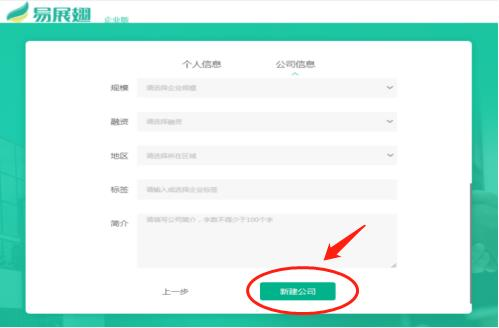 易展翅 企业版
个人信息 公司信息
规模 请选择企业规模
融资 请选择融资
地区 请选择所在区域
标签 请输入或选择企业标签
简介 请填写公司简介，字数不得少于100个字
上一步 新建公司